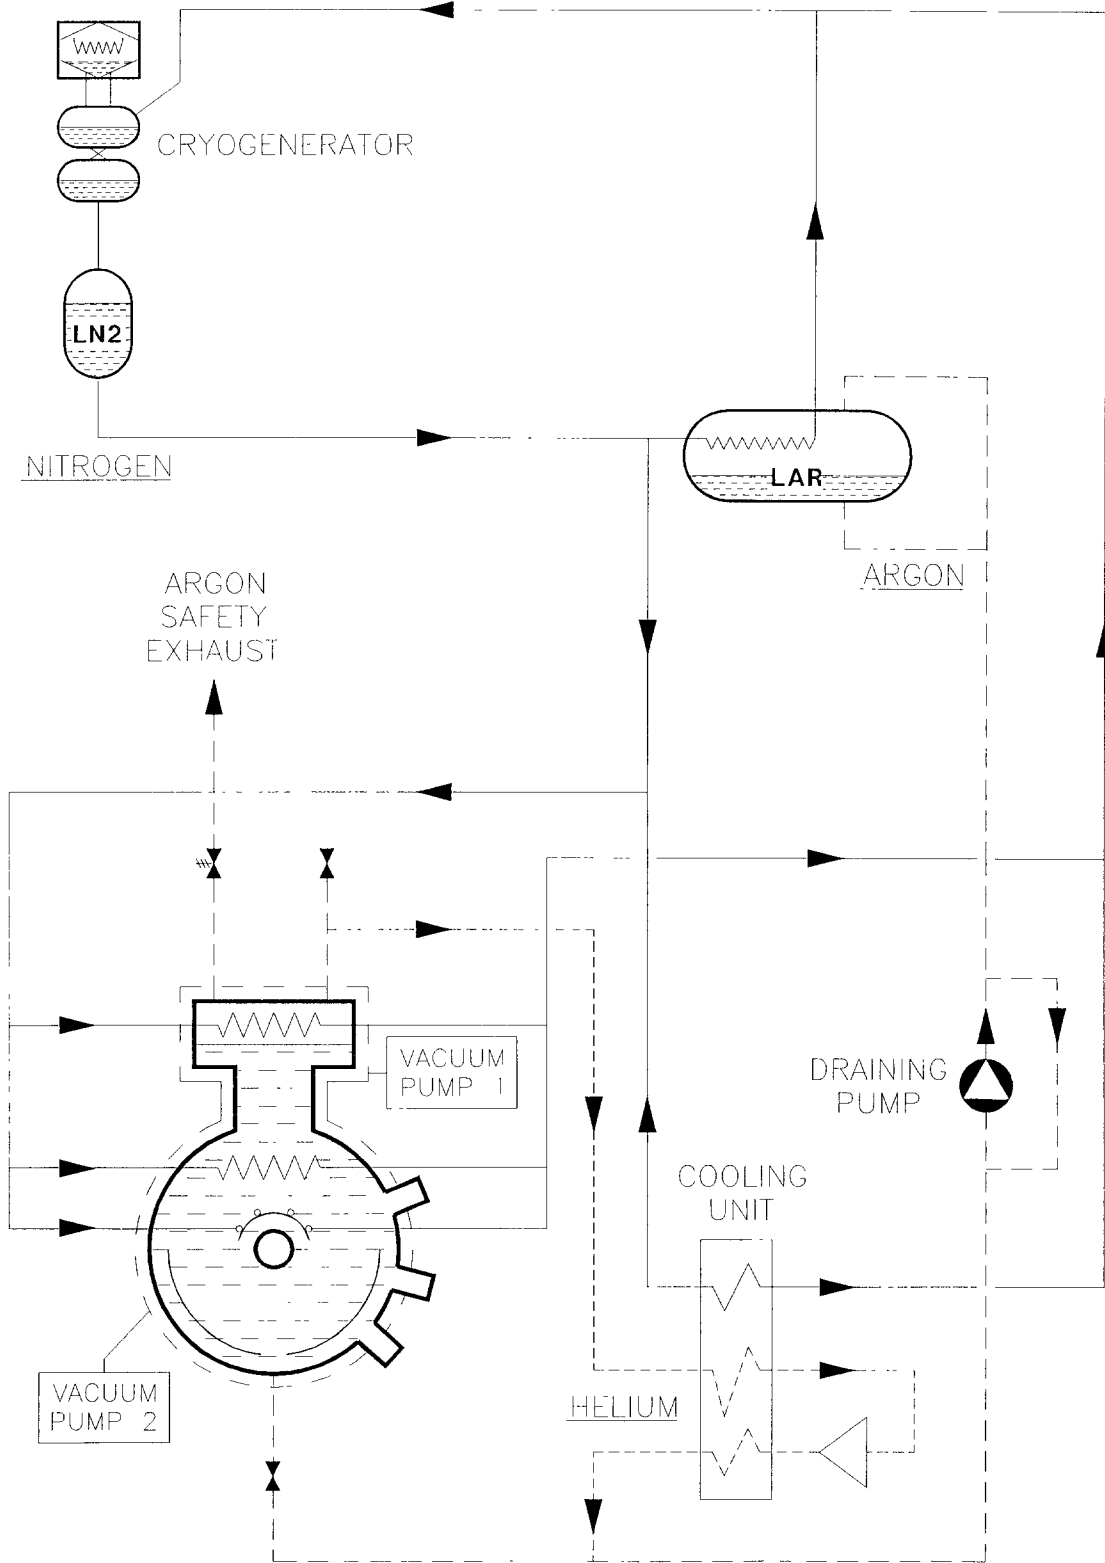 CRYOGENERATOR
LN2
NITROGEN
LAR
ARGON
ARGON
SAFETY
EXHAUST
VACUUM
PUMP 1
DRAINING
PUMP
COOLING
UNIT
HELIUM
VACUUM
PUMP 2